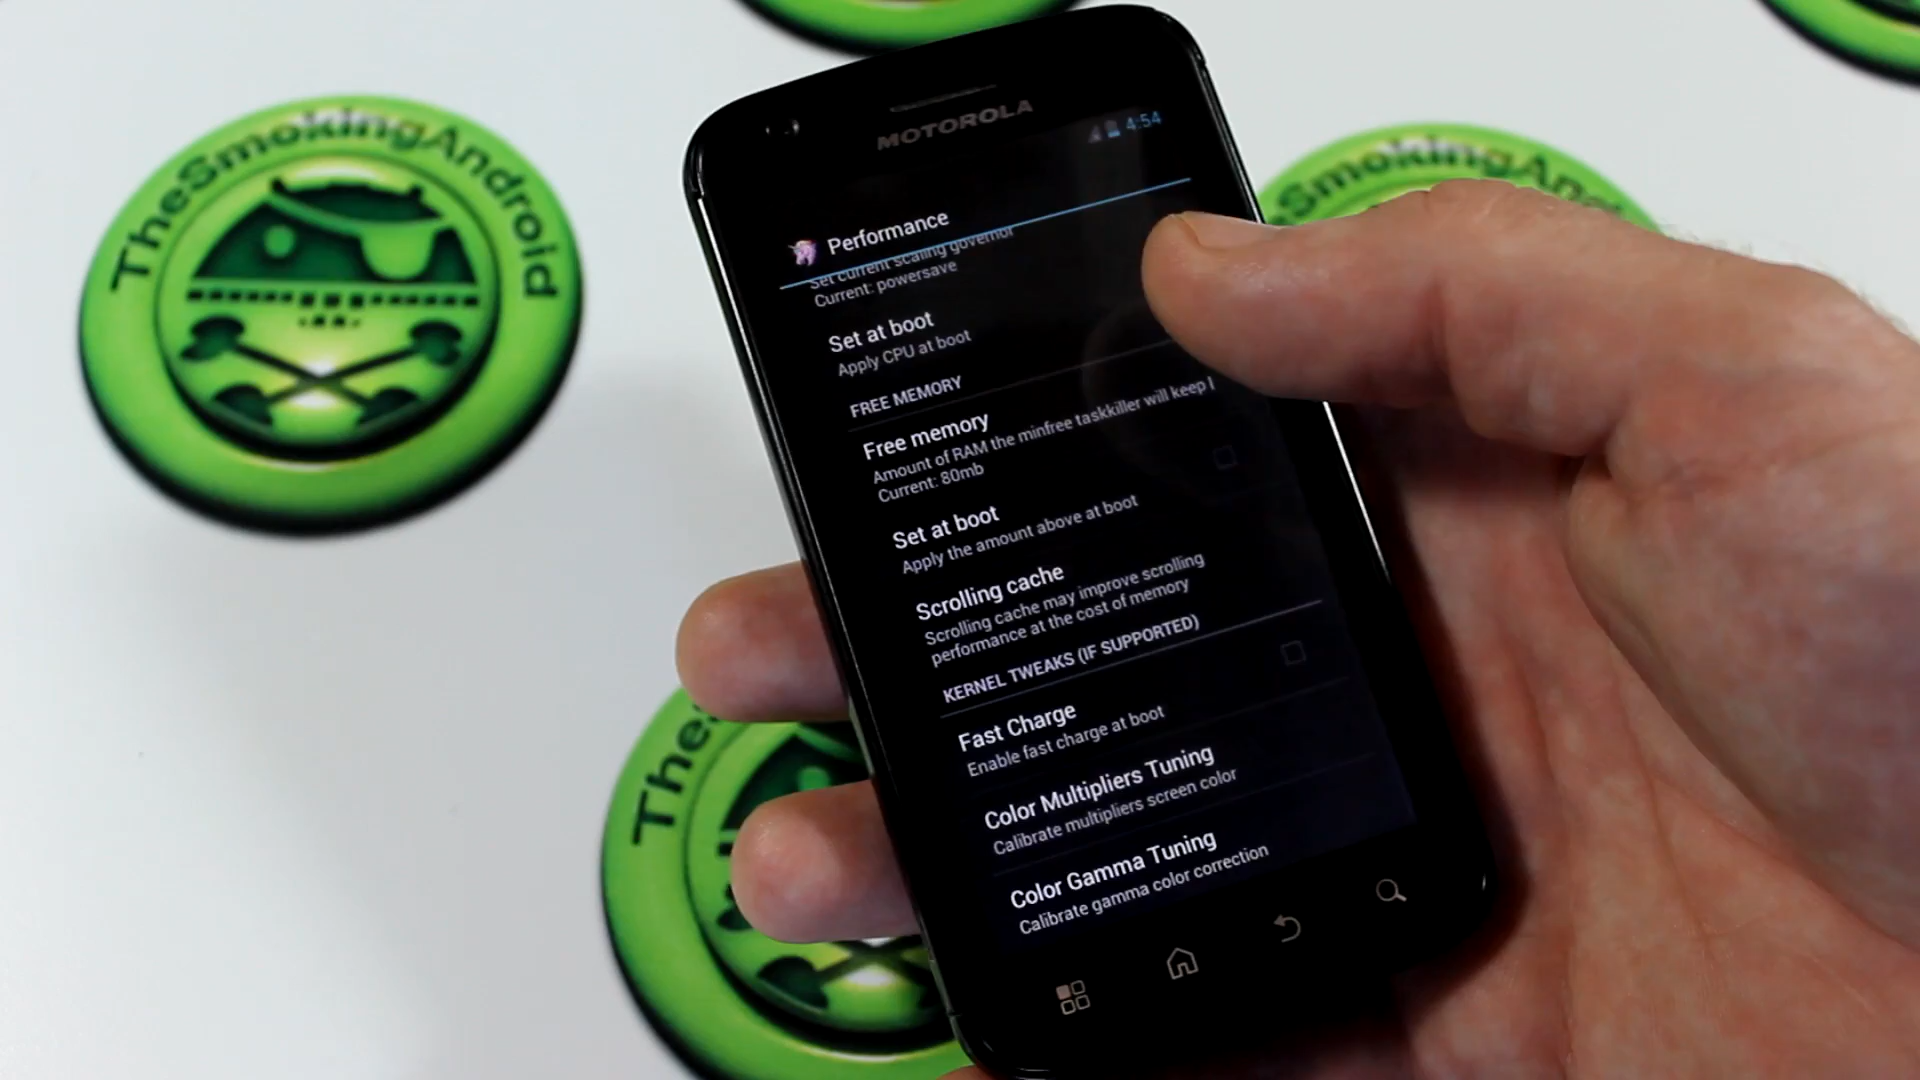 TheSmokingAndroid
MOTOROLA
4:54
Performance
Set current scaling governor
Current: powersave
Set at boot
Apply CPU at boot
FREE MEMORY
Free memory
Amount of RAM the minfree taskkiller will keep
Current: 80mb
Set at boot
Apply the amount above at boot
Scrolling cache
Scrolling cache may improve scrolling
performance at the cost of memory
KERNEL TWEAKS (IF SUPPORTED)
Fast Charge
Enable fast charge at boot
Color Multipliers Tuning
Calibrate multipliers screen color
Color Gamma Tuning
Calibrate gamma color correction
TheSmokingAndroid
The